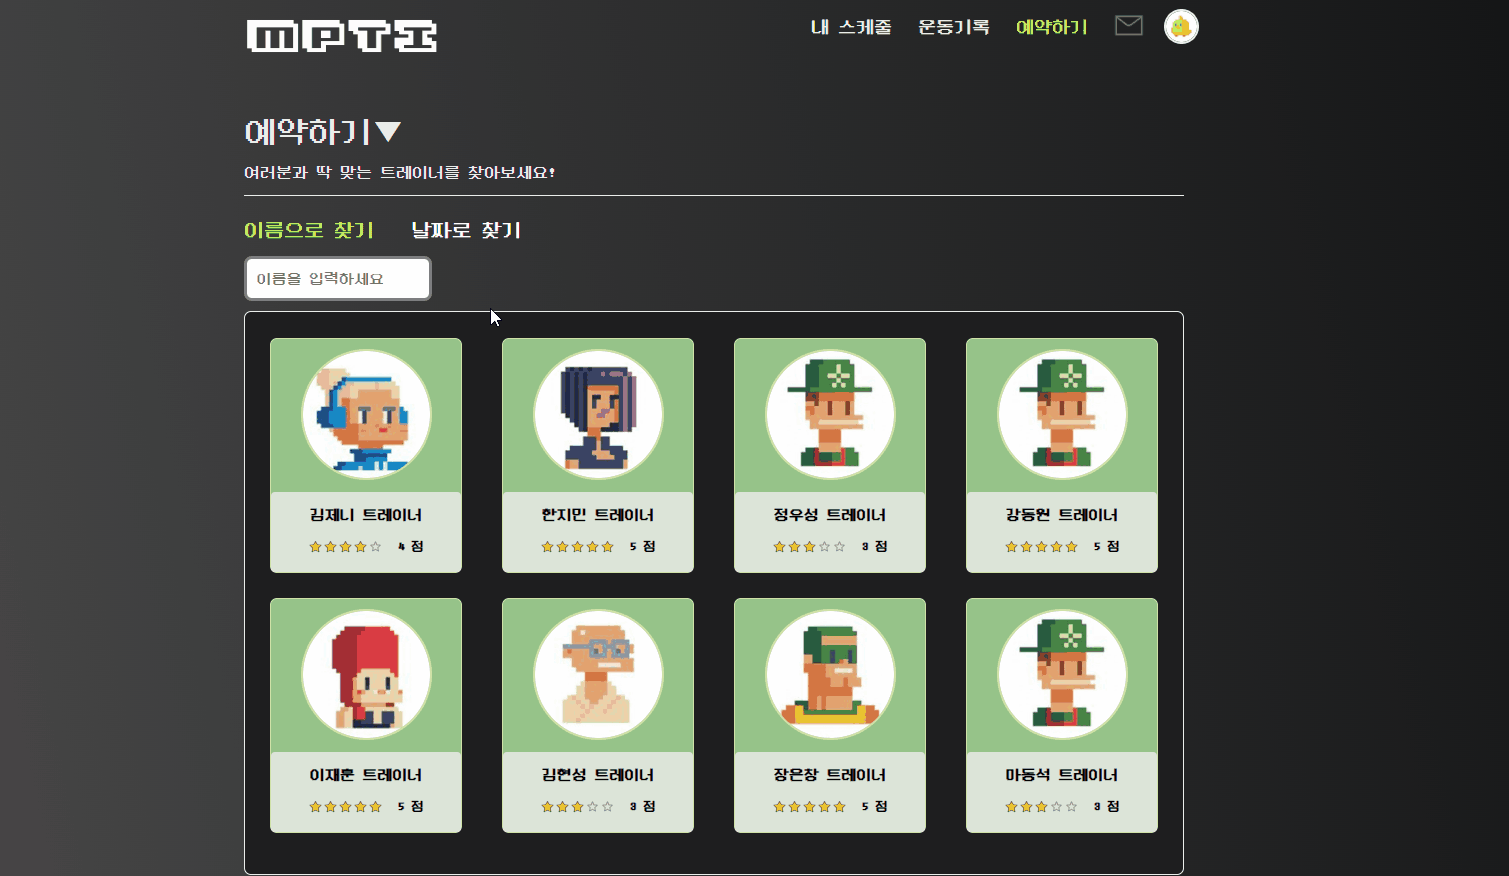 MPTI
내 스케줄 운동기록 예약하기
예약하기▼
여러분과 딱 맞는 트레이너를 찾아보세요!
이름으로 찾기 날짜로 찾기
이름을 입력하세요
김제니 트레이너 한지민 트레이너 정우성 트레이너 강동원 트레이너
4 점 5 점 3 점 5 점
이재훈 트레이너 김현성 트레이너 장은창 트레이너 마동석 트레이너
5 점 3 점 5 점 3 점